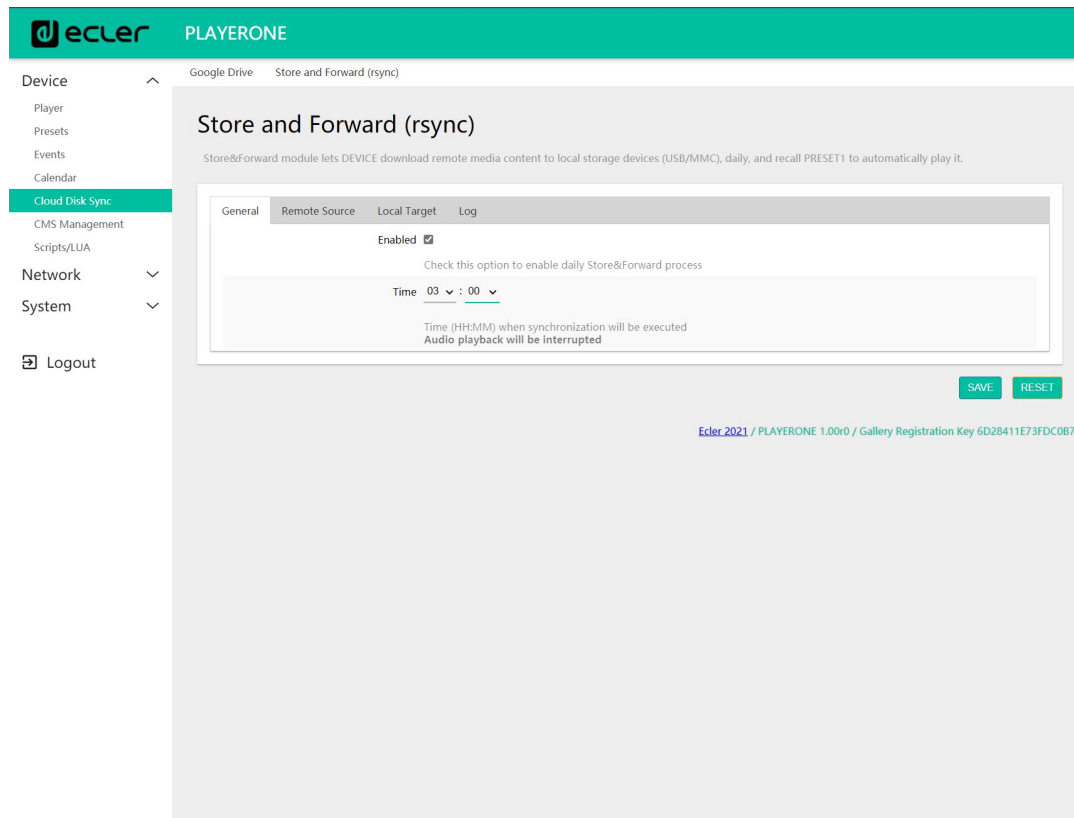 ecler
PLAYERONE
Device
Player
Presets
Events
Calendar
Cloud Disk Sync
CMS Management
Scripts/LUA
Network
System
Logout
Google Drive Store and Forward (rsync)
Store and Forward (rsync)
Store&Forward module lets DEVICE download remote media content to local storage devices (USB/MMC), daily, and recall PRESET1 to automatically play it.
General Remote Source Local Target Log
Enabled
Check this option to enable daily Store&Forward process
Time 03 : 00
Time (HH:MM) when synchronization will be executed
Audio playback will be interrupted
SAVE RESET
Ecler 2021 / PLAYERONE 1.00r0 / Gallery Registration Key 6D28411E73FDC0B7